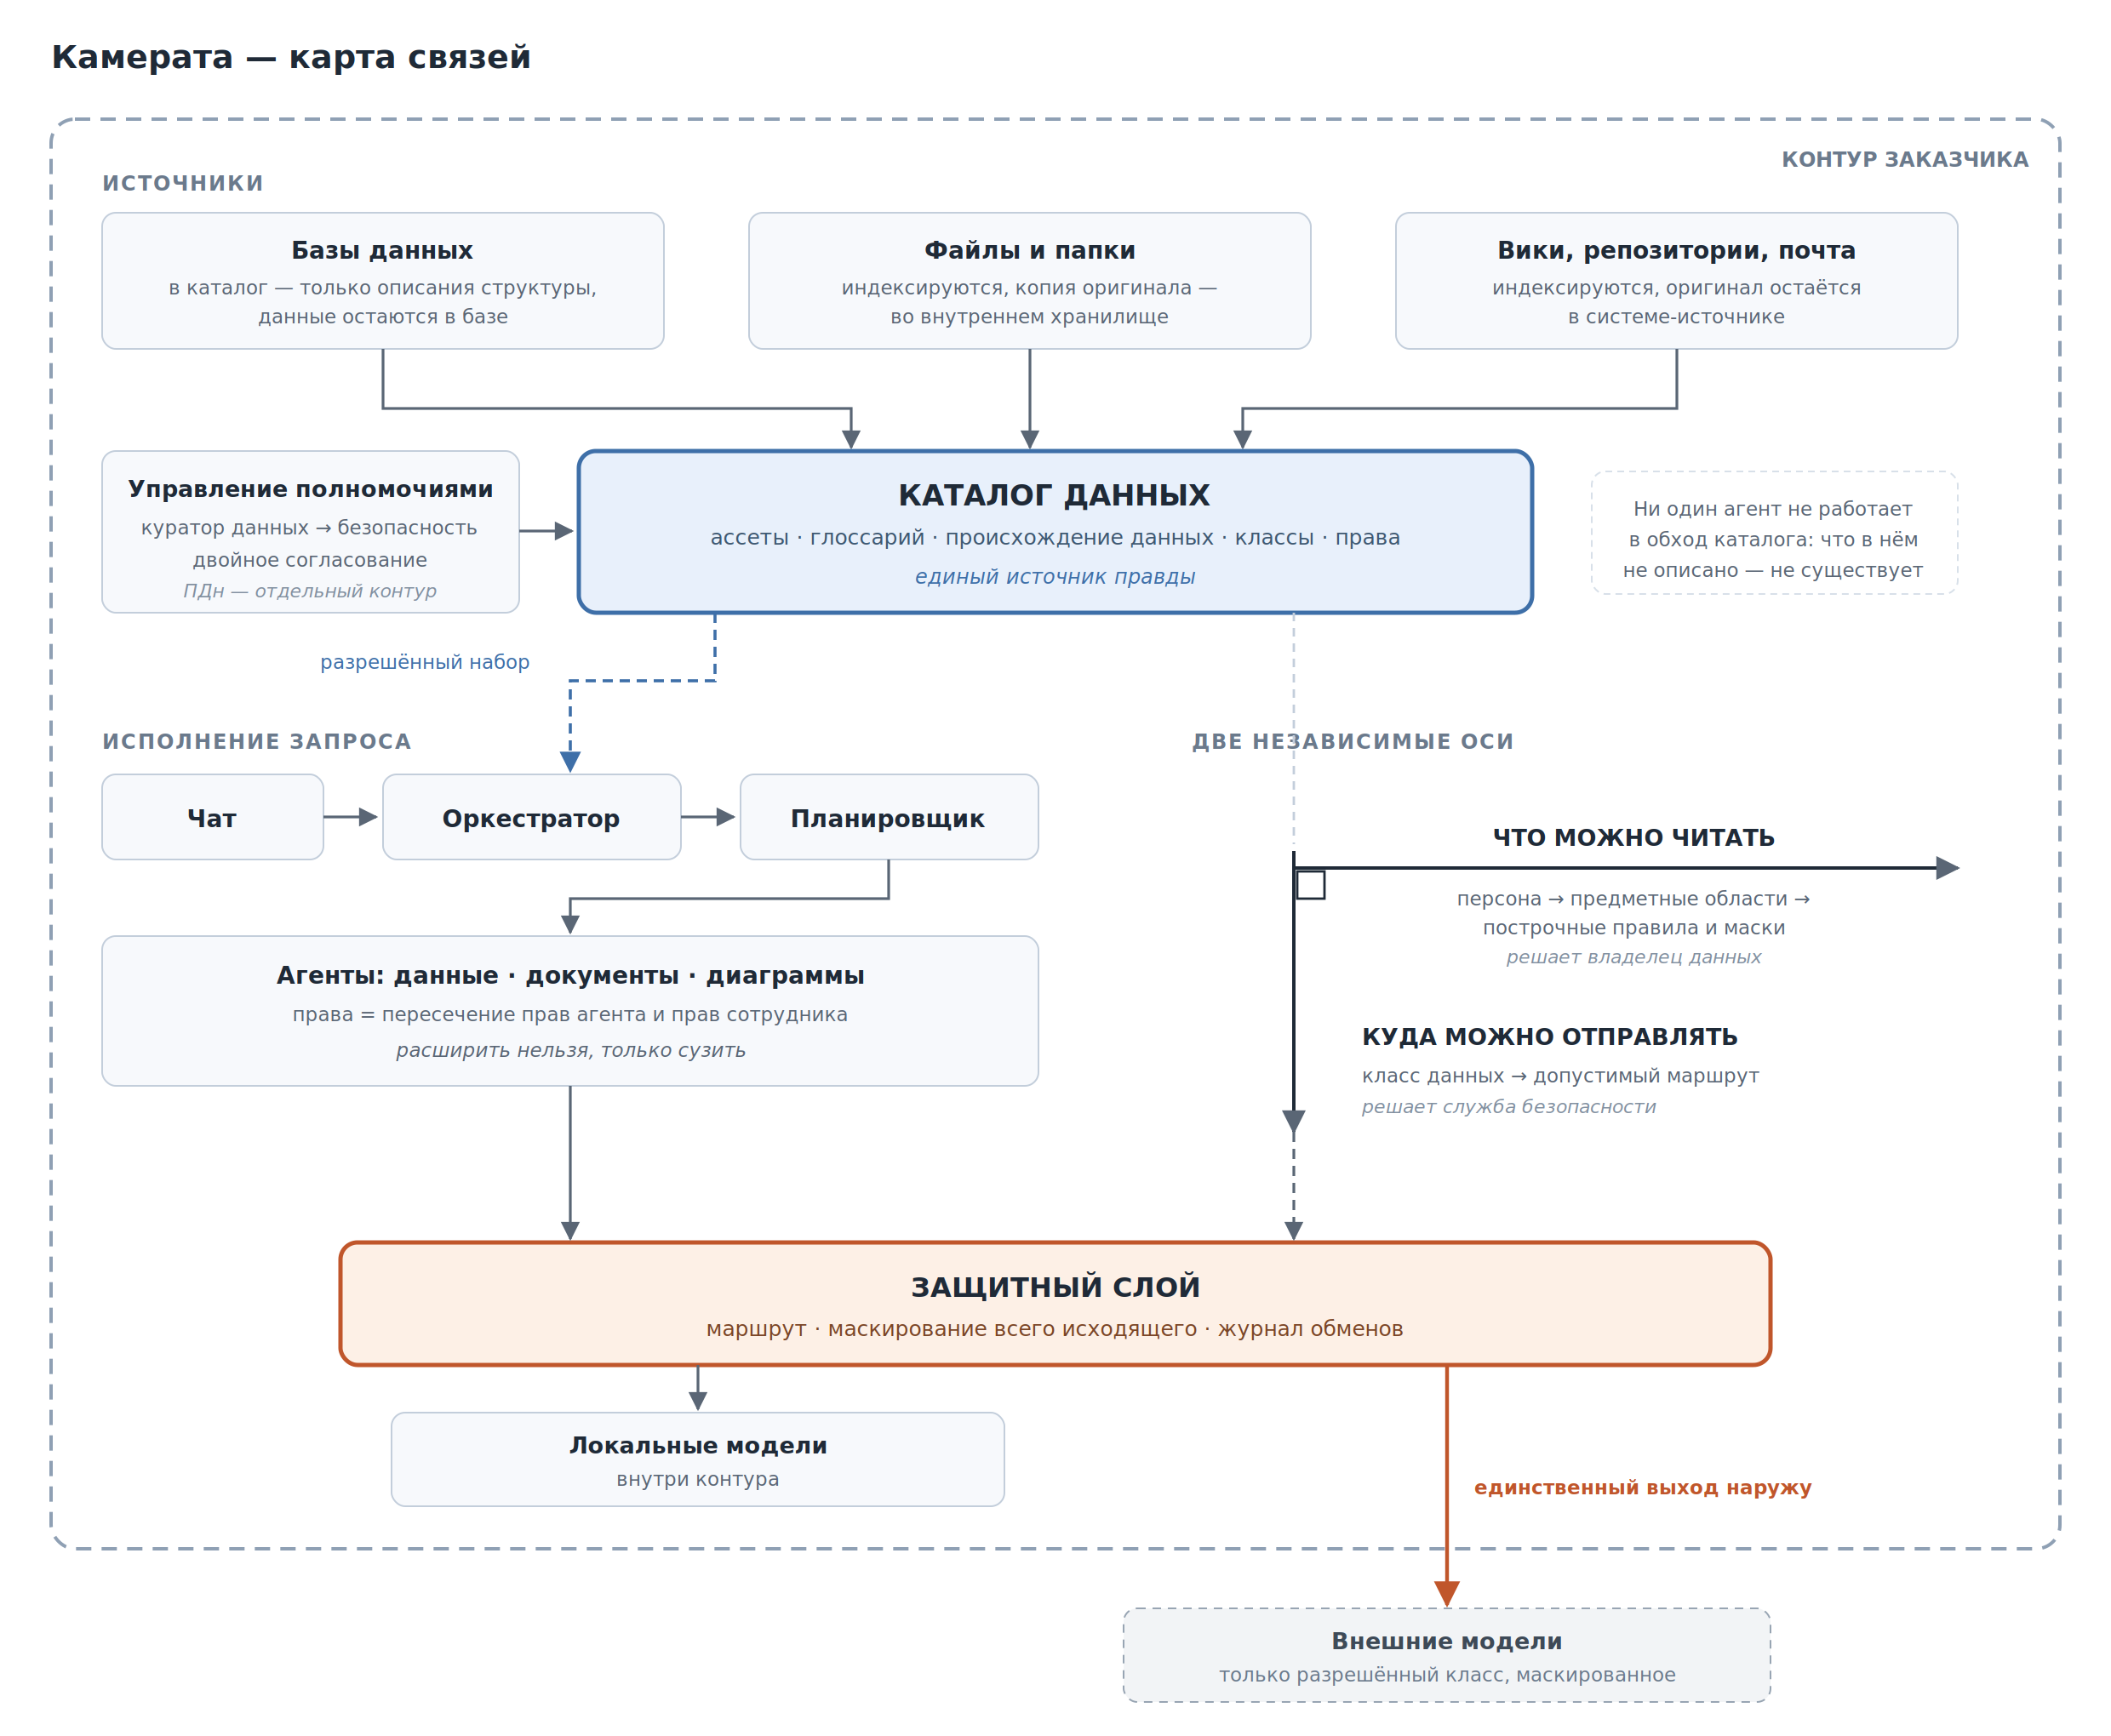 Камерата — карта связей
КОНТУР ЗАКАЗЧИКА
ИСТОЧНИКИ
Базы данных
в каталог — только описания структуры,
данные остаются в базе
Файлы и папки
индексируются, копия оригинала —
во внутреннем хранилище
Вики, репозитории, почта
индексируются, оригинал остаётся
в системе-источнике
Управление полномочиями
куратор данных → безопасность
двойное согласование
ПДн — отдельный контур
КАТАЛОГ ДАННЫХ
ассеты · глоссарий · происхождение данных · классы · права
единый источник правды
Ни один агент не работает
в обход каталога: что в нём
не описано — не существует
разрешённый набор
ИСПОЛНЕНИЕ ЗАПРОСА
ДВЕ НЕЗАВИСИМЫЕ ОСИ
Чат
Оркестратор
Планировщик
ЧТО МОЖНО ЧИТАТЬ
персона → предметные области →
построчные правила и маски
решает владелец данных
Агенты: данные · документы · диаграммы
права = пересечение прав агента и прав сотрудника
расширить нельзя, только сузить
КУДА МОЖНО ОТПРАВЛЯТЬ
класс данных → допустимый маршрут
решает служба безопасности
ЗАЩИТНЫЙ СЛОЙ
маршрут · маскирование всего исходящего · журнал обменов
Локальные модели
внутри контура
единственный выход наружу
Внешние модели
только разрешённый класс, маскированное